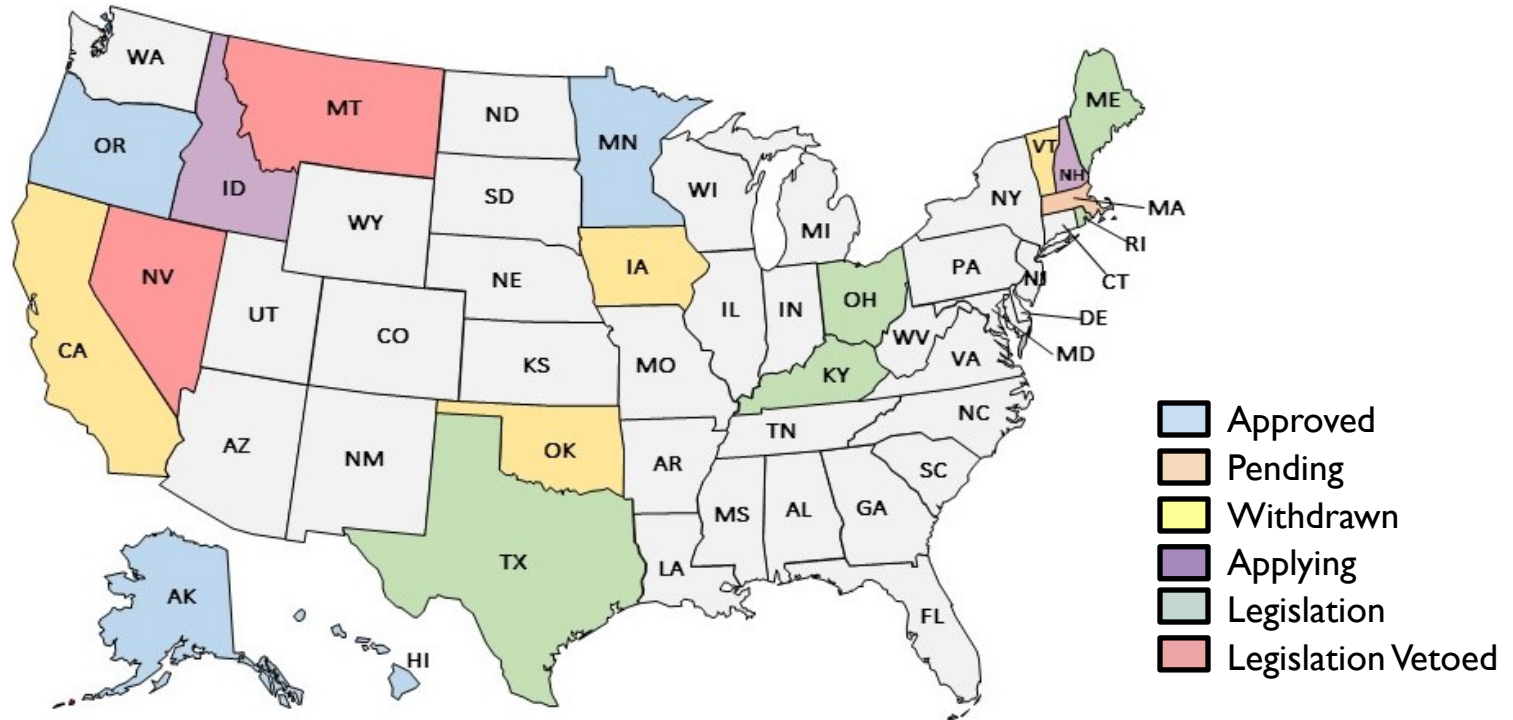 WA
MT
ND
MN
ME
OR
ID
SD
WI
VT
NH
NY
MA
WY
MI
RI
NV
NE
IA
PA
NJ
CT
UT
CO
IL
IN
OH
DE
CA
KS
MO
WV
VA
MD
KY
AZ
NM
OK
AR
TN
NC
SC
MS
AL
GA
TX
LA
AK
FL
HI
Approved
Pending
Withdrawn
Applying
Legislation
Legislation Vetoed